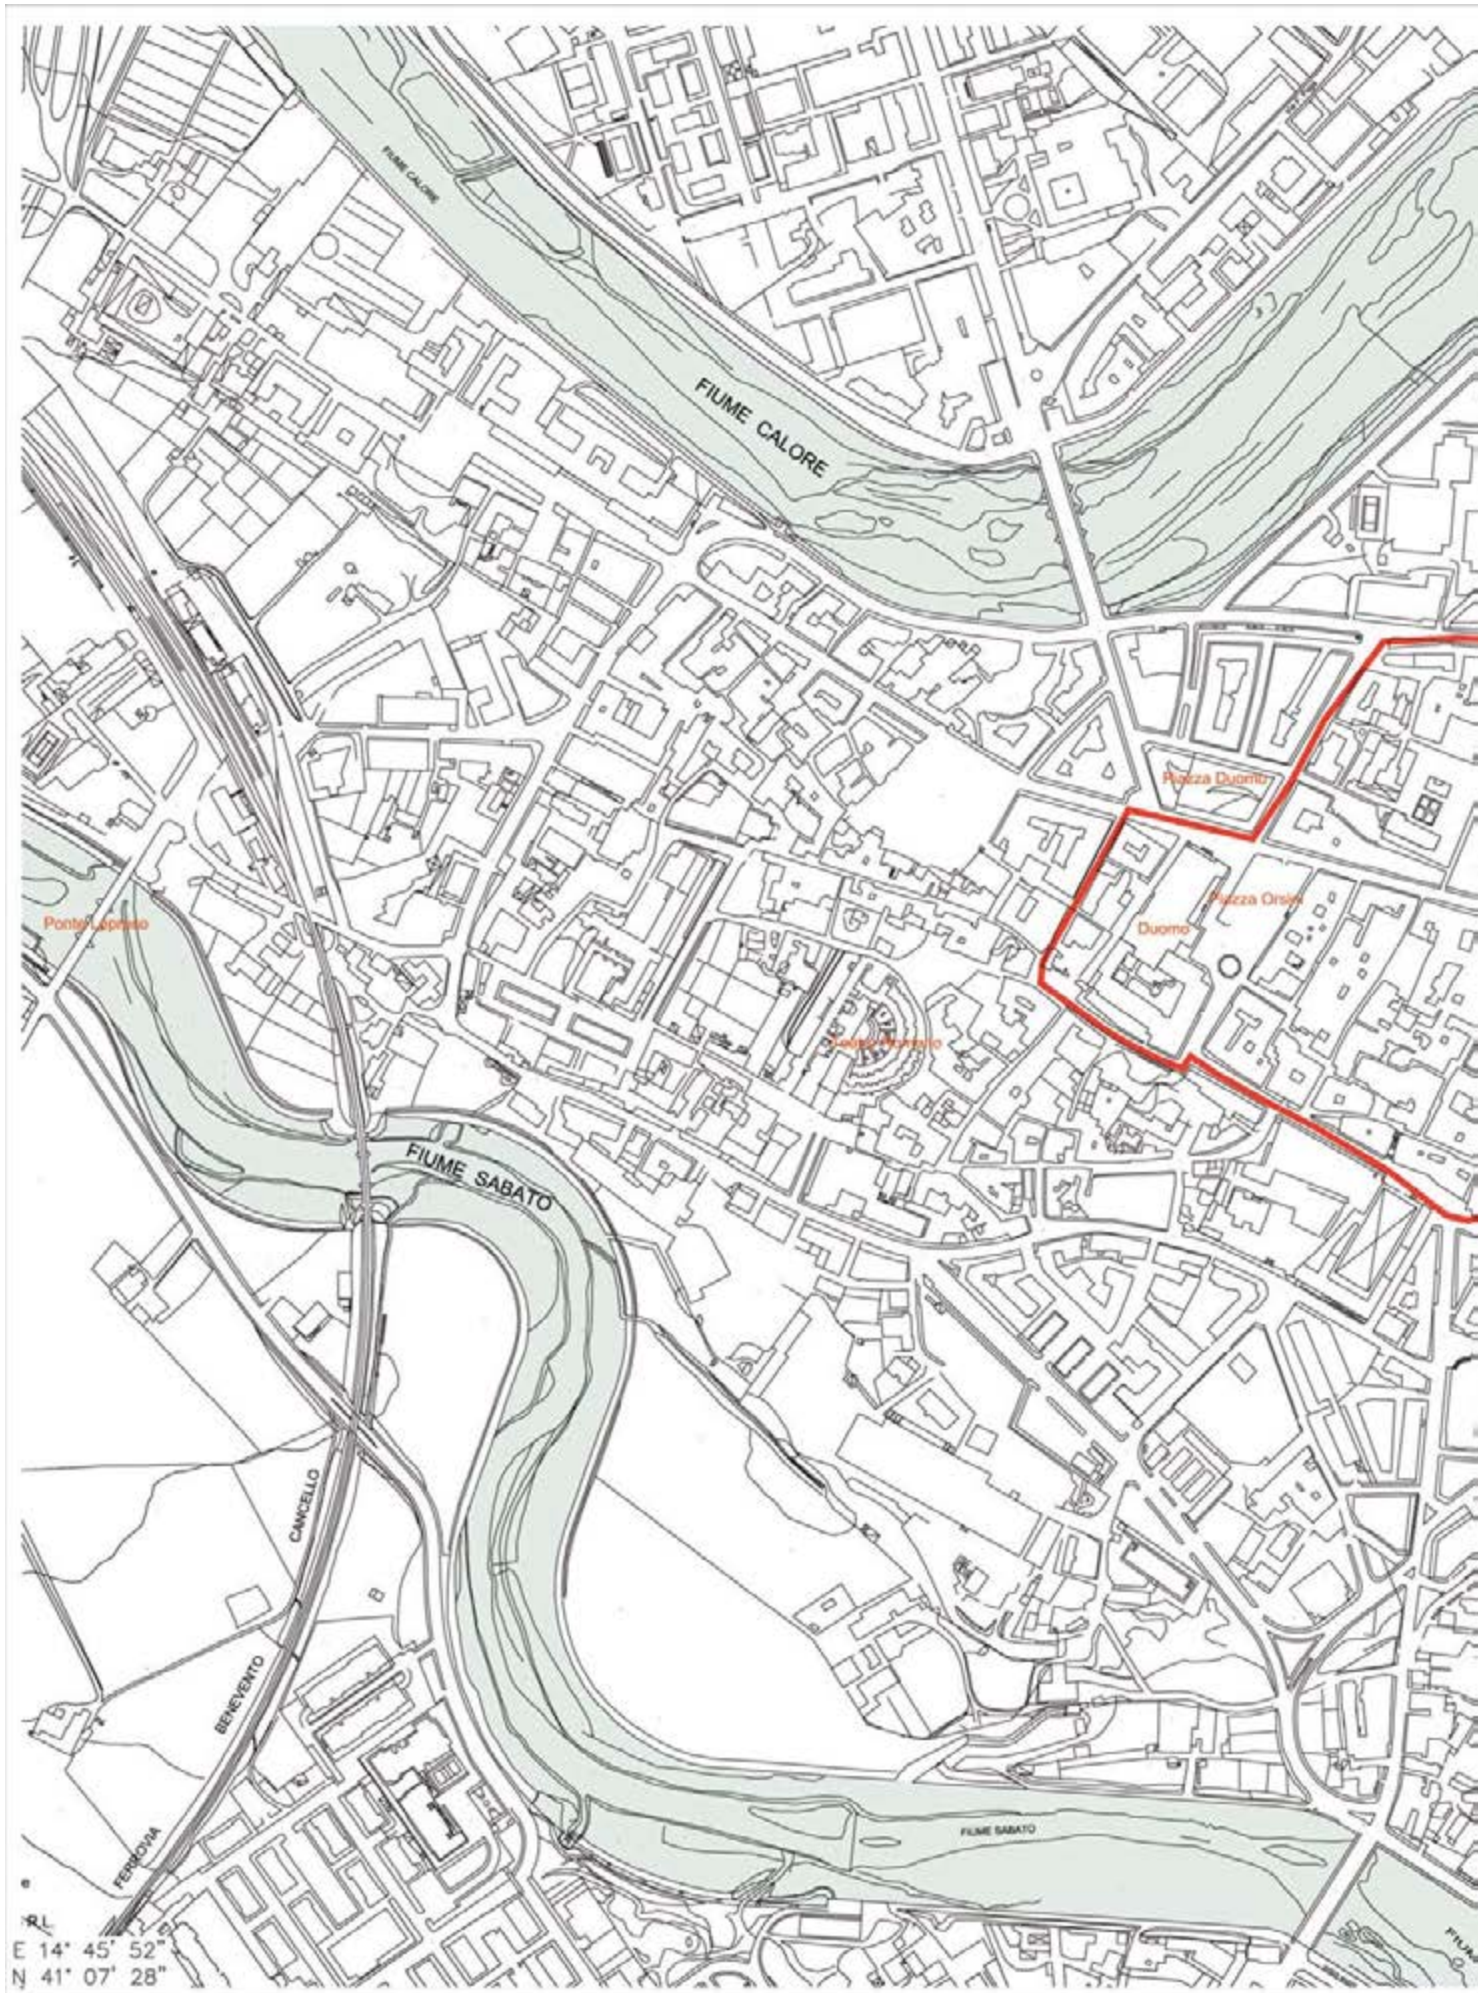 FIUME CALORE
FIUME CALORE
Piazza Duomo
Piazza Orsini
Duomo
Ponte Leproso
Teatro Romano
FIUME SABATO
CANCELLO
BENEVENTO
FERROVIA
FIUME SABATO
R.L.
E 14° 45' 52"
N 41° 07' 28"